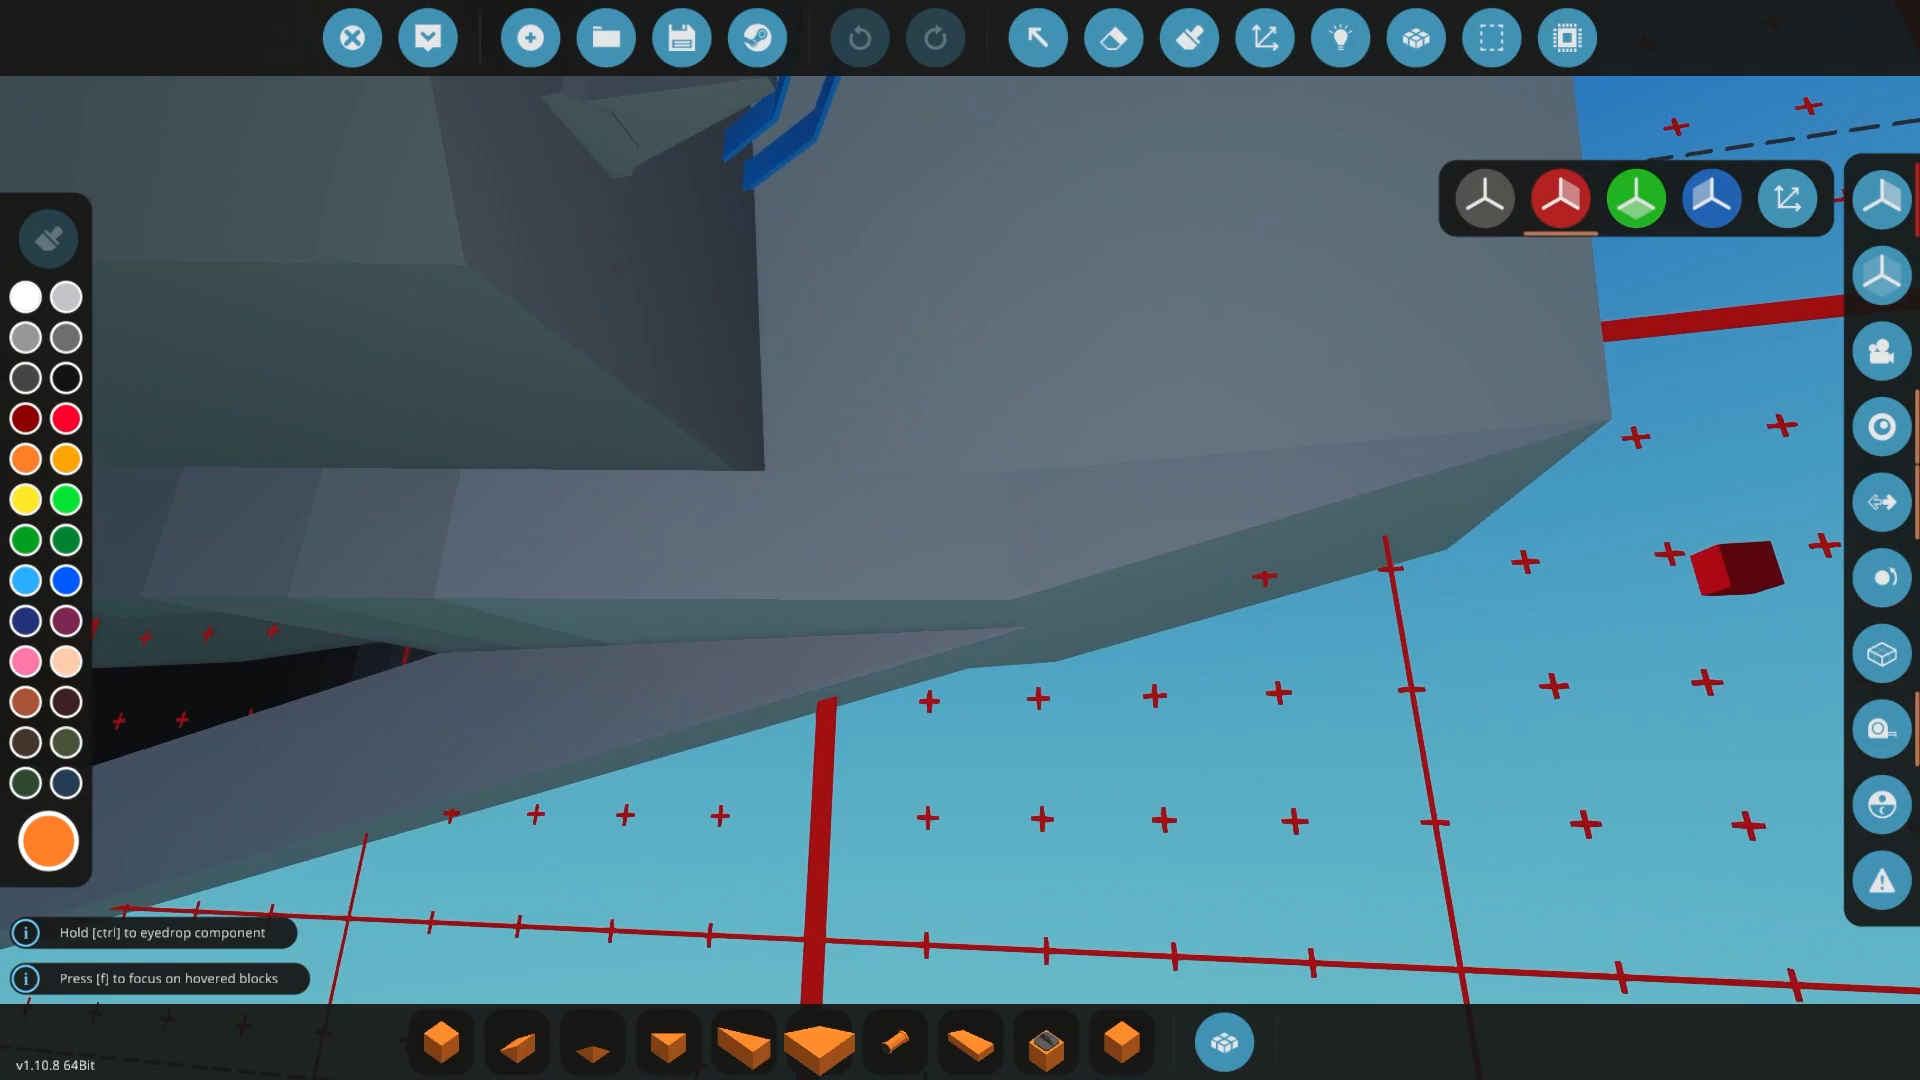 Hold [ctrl] to eyedrop component
Press [f] to focus on hovered blocks
v1.10.8 64Bit